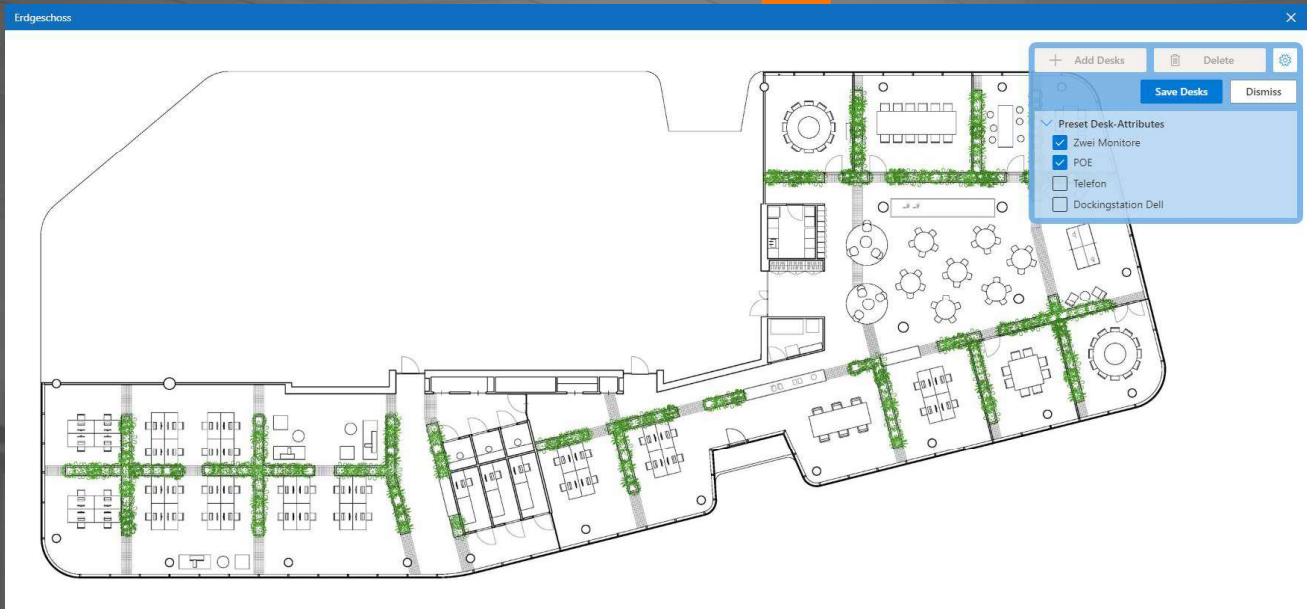 Erdgeschoss
Add Desks
Delete
Save Desks
Dismiss
Preset Desk-Attributes
Zwei Monitore
POE
Telefon
Dockingstation Dell